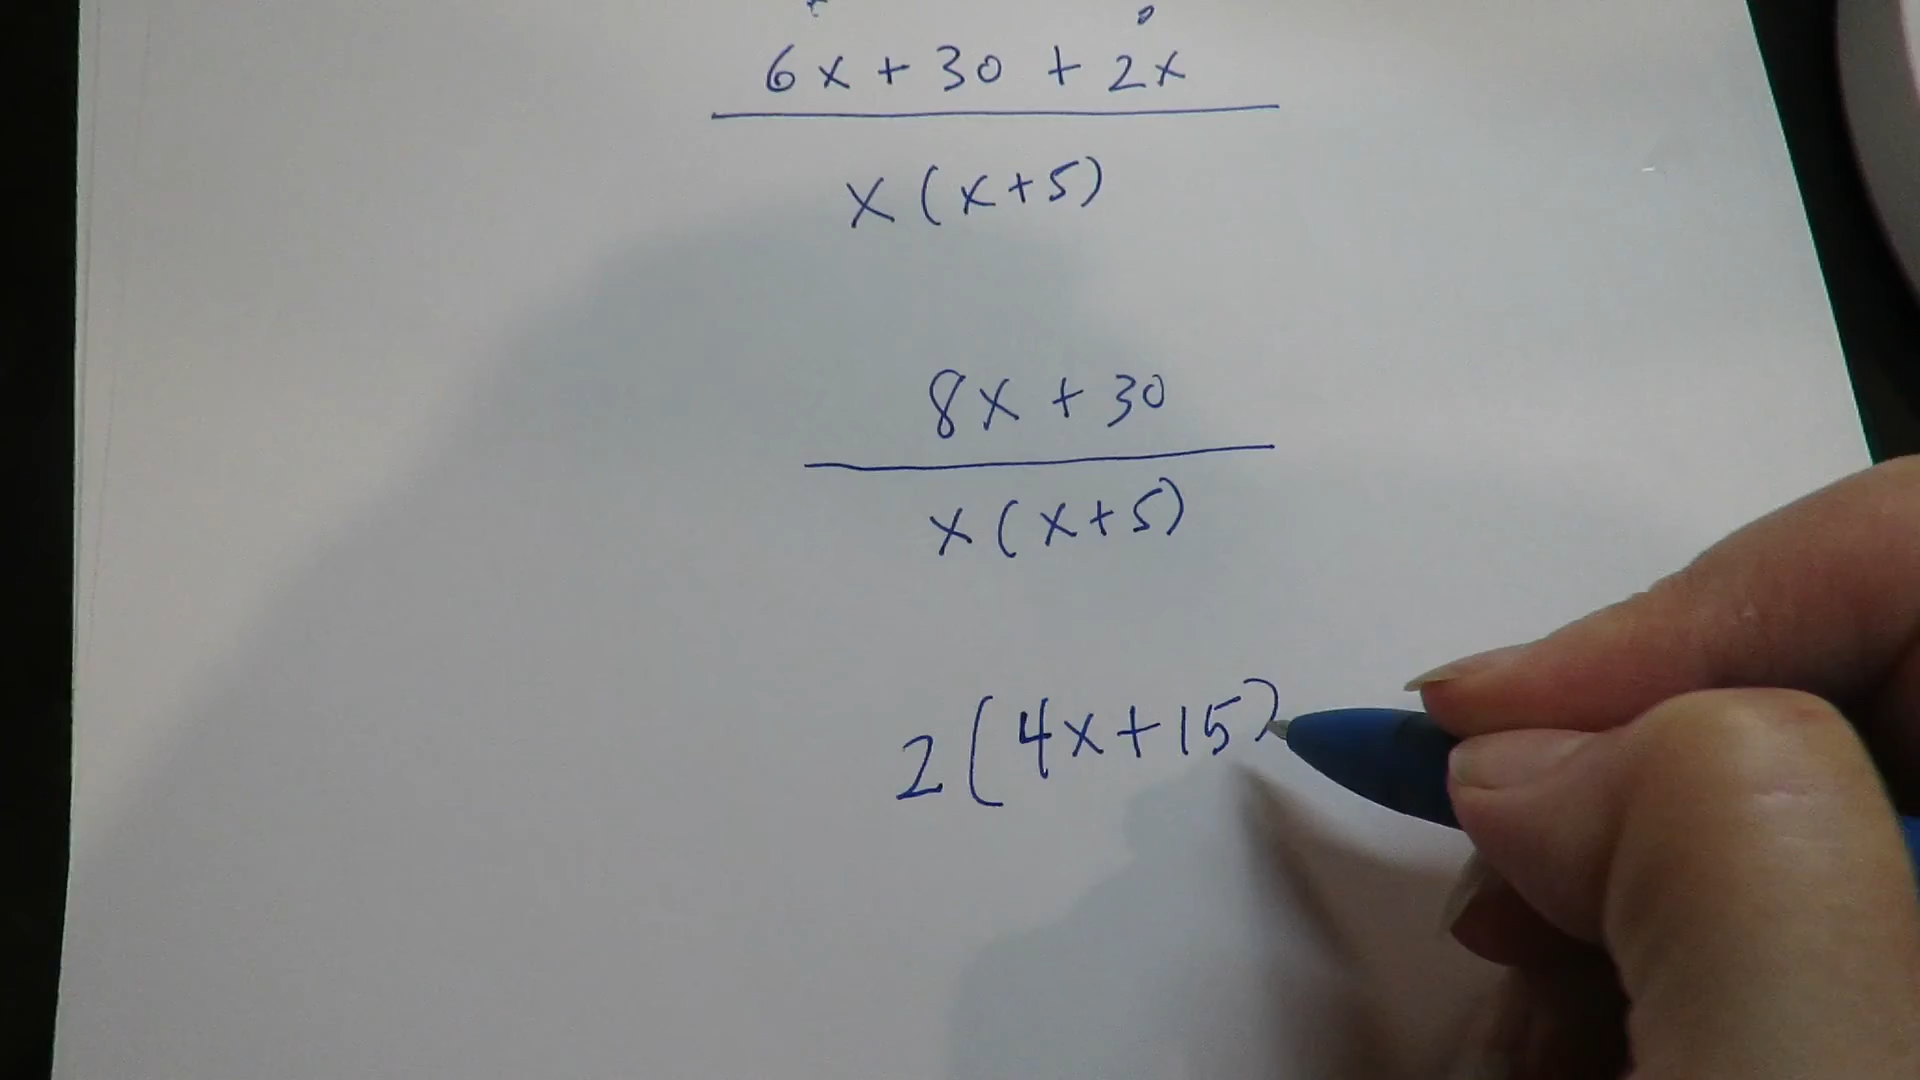 6x + 30 + 2x
x (x+5)
8x + 30
x (x+5)
2(4x+15)